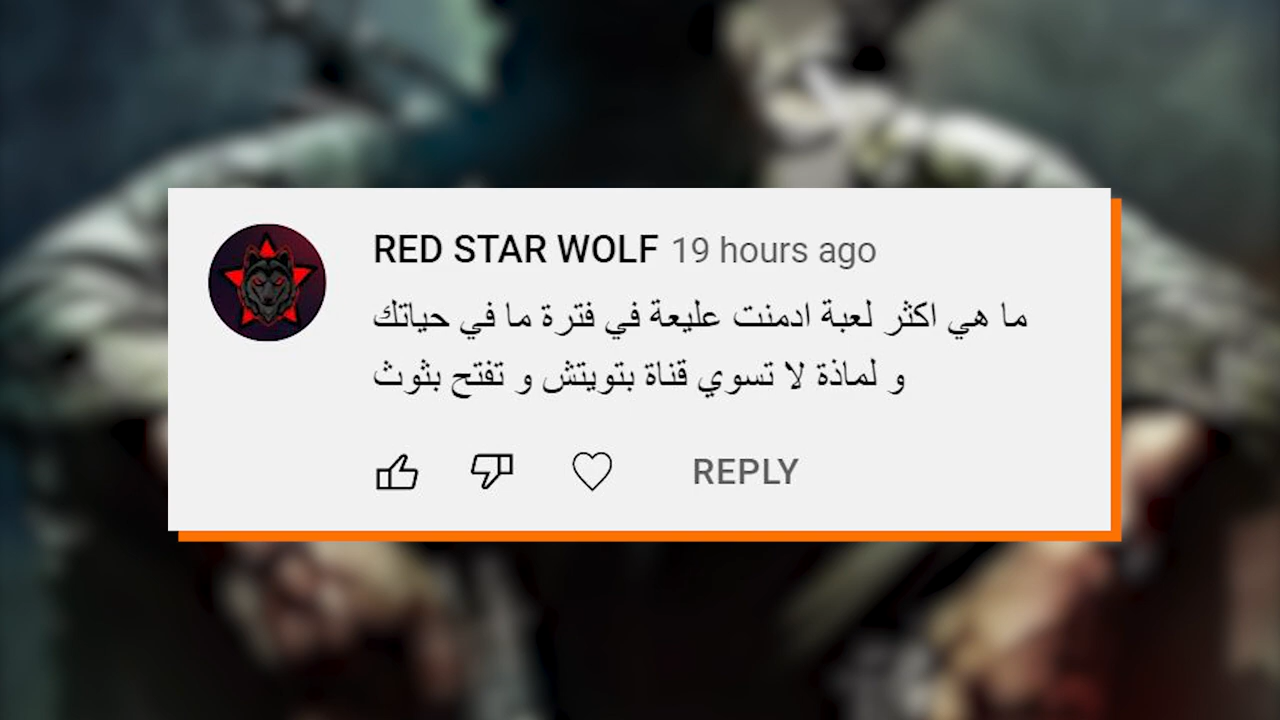 RED STAR WOLF 19 hours ago
ما هي اكثر لعبة ادمنت عليعة في فترة ما في حياتك
و لماذة لا تسوي قناة بتويتش و تفتح بثوث
REPLY